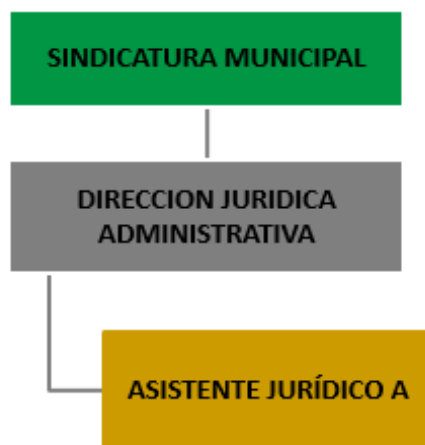 SINDICATURA MUNICIPAL
DIRECCION JURIDICA
ADMINISTRATIVA
ASISTENTE JURÍDICO A